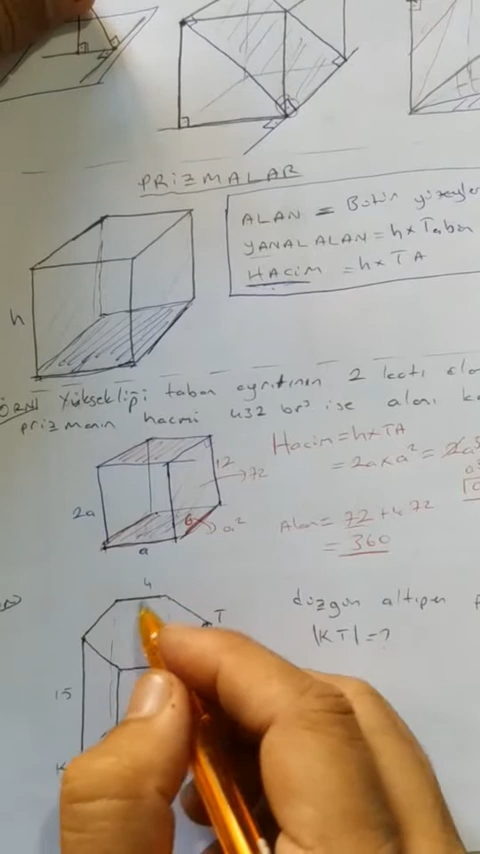 PRİZMALAR
ALAN = Bütün yüzeyler
YANAL ALAN = h x Taban
HACİM = h x TA
h
ÖRN/ Yüksekliği taban ayrıtının 2 katı olan
prizmanın hacmi 432 br³ ise alanı
Hacim = h x TA
= 2a x a² = 2a³
12
72
2a
6
a²
a
Alan = 72 + 4.72
= 360
4
T
düzgün altıgen
|KT| = ?
15
K